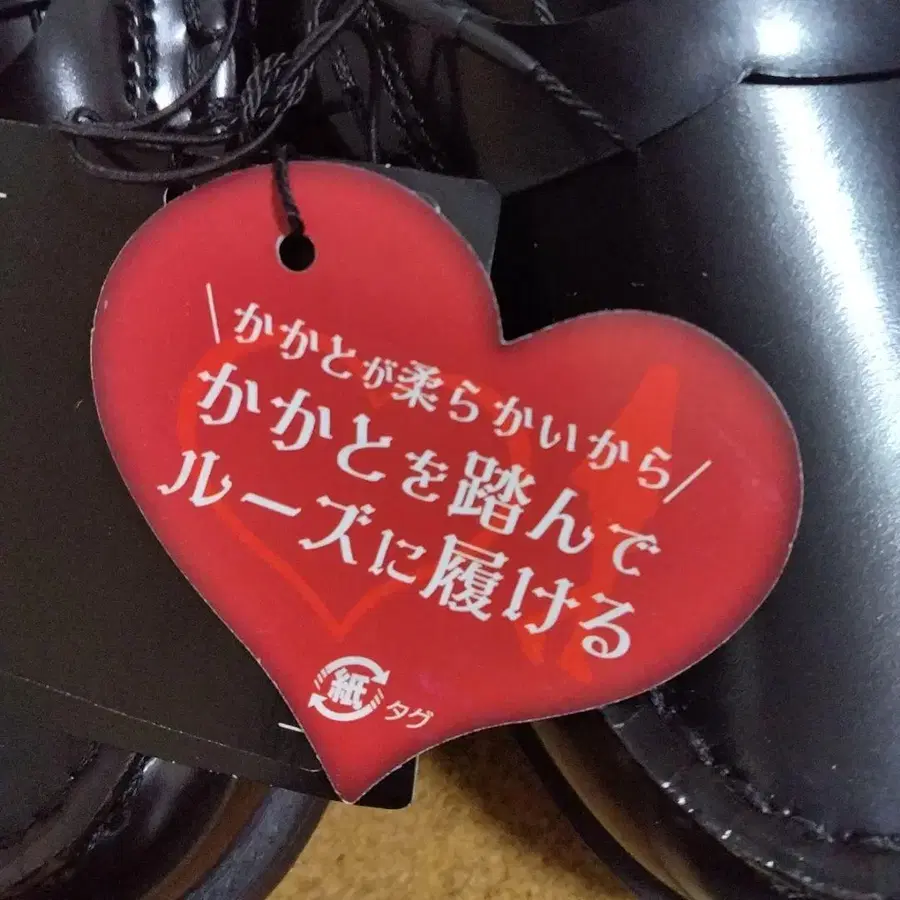 \かかとが柔らかいから/
かかとを踏んで
ルーズに履ける
紙
タグ